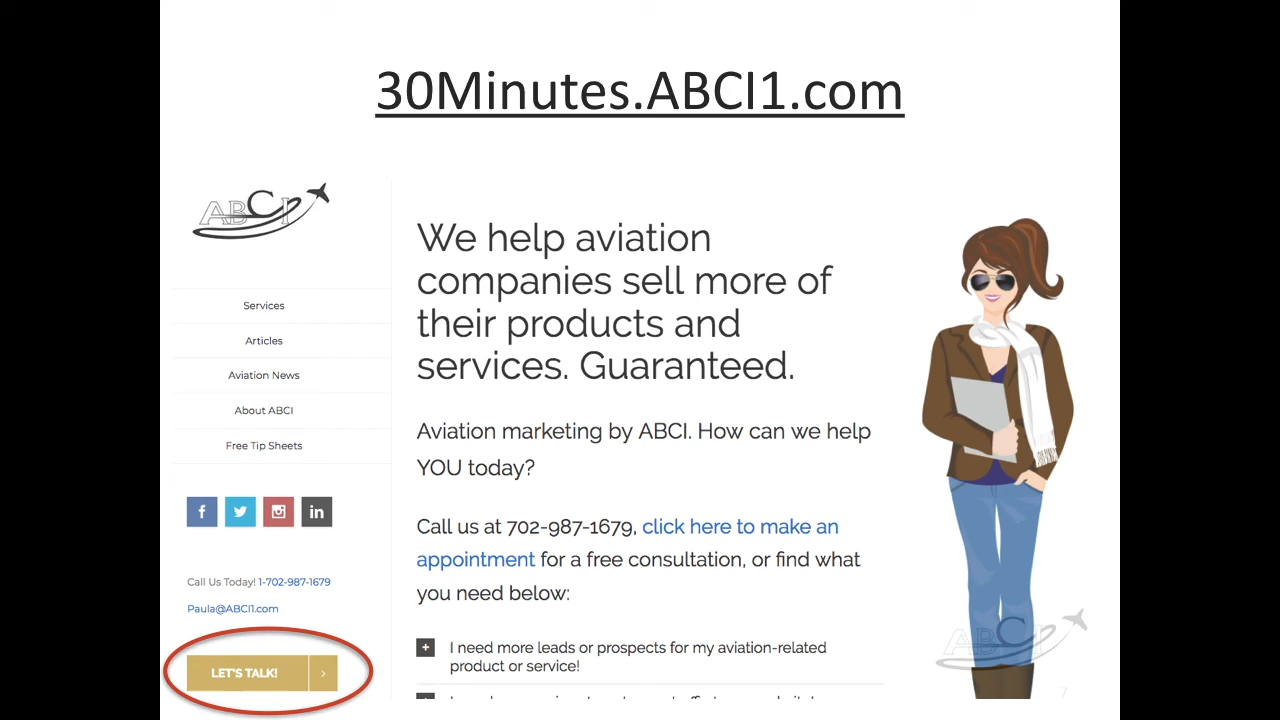 30Minutes.ABCI1.com
ABCI
Services
Articles
Aviation News
About ABCI
Free Tip Sheets
Call Us Today! 1-702-987-1679
Paula@ABCI1.com
LET'S TALK!
We help aviation
companies sell more of
their products and
services. Guaranteed.
Aviation marketing by ABCI. How can we help
YOU today?
Call us at 702-987-1679, click here to make an
appointment for a free consultation, or find what
you need below:
I need more leads or prospects for my aviation-related
product or service!
ABCI
7